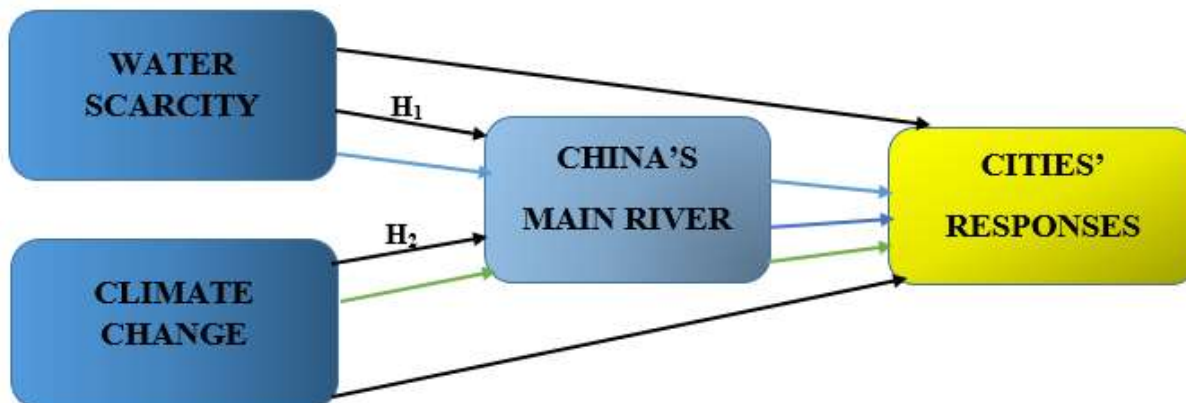 WATER
SCARCITY
H₁
CHINA'S
MAIN RIVER
CITIES'
RESPONSES
H₂
CLIMATE
CHANGE